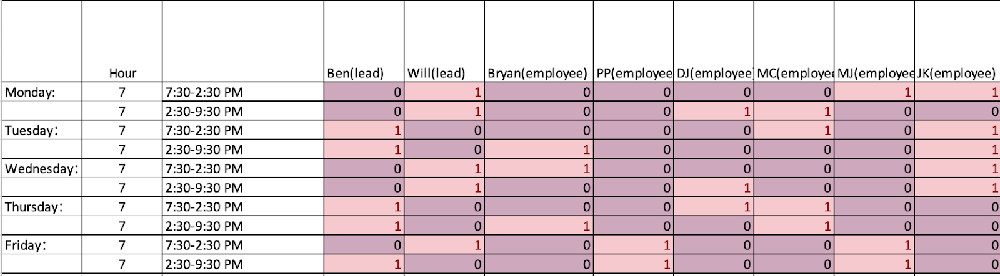 Hour Ben(lead) Will(lead) Bryan(employee) PP(employee DJ(employee MC(employee MJ(employee JK(employee)
Monday: 7 7:30-2:30 PM 0 1 0 0 0 0 1 1
7 2:30-9:30 PM 0 1 0 0 1 1 0 0
Tuesday: 7 7:30-2:30 PM 1 0 0 0 0 1 0 1
7 2:30-9:30 PM 1 0 1 0 0 0 0 1
Wednesday: 7 7:30-2:30 PM 0 1 1 0 0 0 0 1
7 2:30-9:30 PM 0 1 0 0 1 0 0 1
Thursday: 7 7:30-2:30 PM 1 0 0 0 1 1 0 0
7 2:30-9:30 PM 1 0 1 0 0 1 0 0
Friday: 7 7:30-2:30 PM 0 1 0 1 0 0 1 0
7 2:30-9:30 PM 1 0 0 1 0 0 1 0